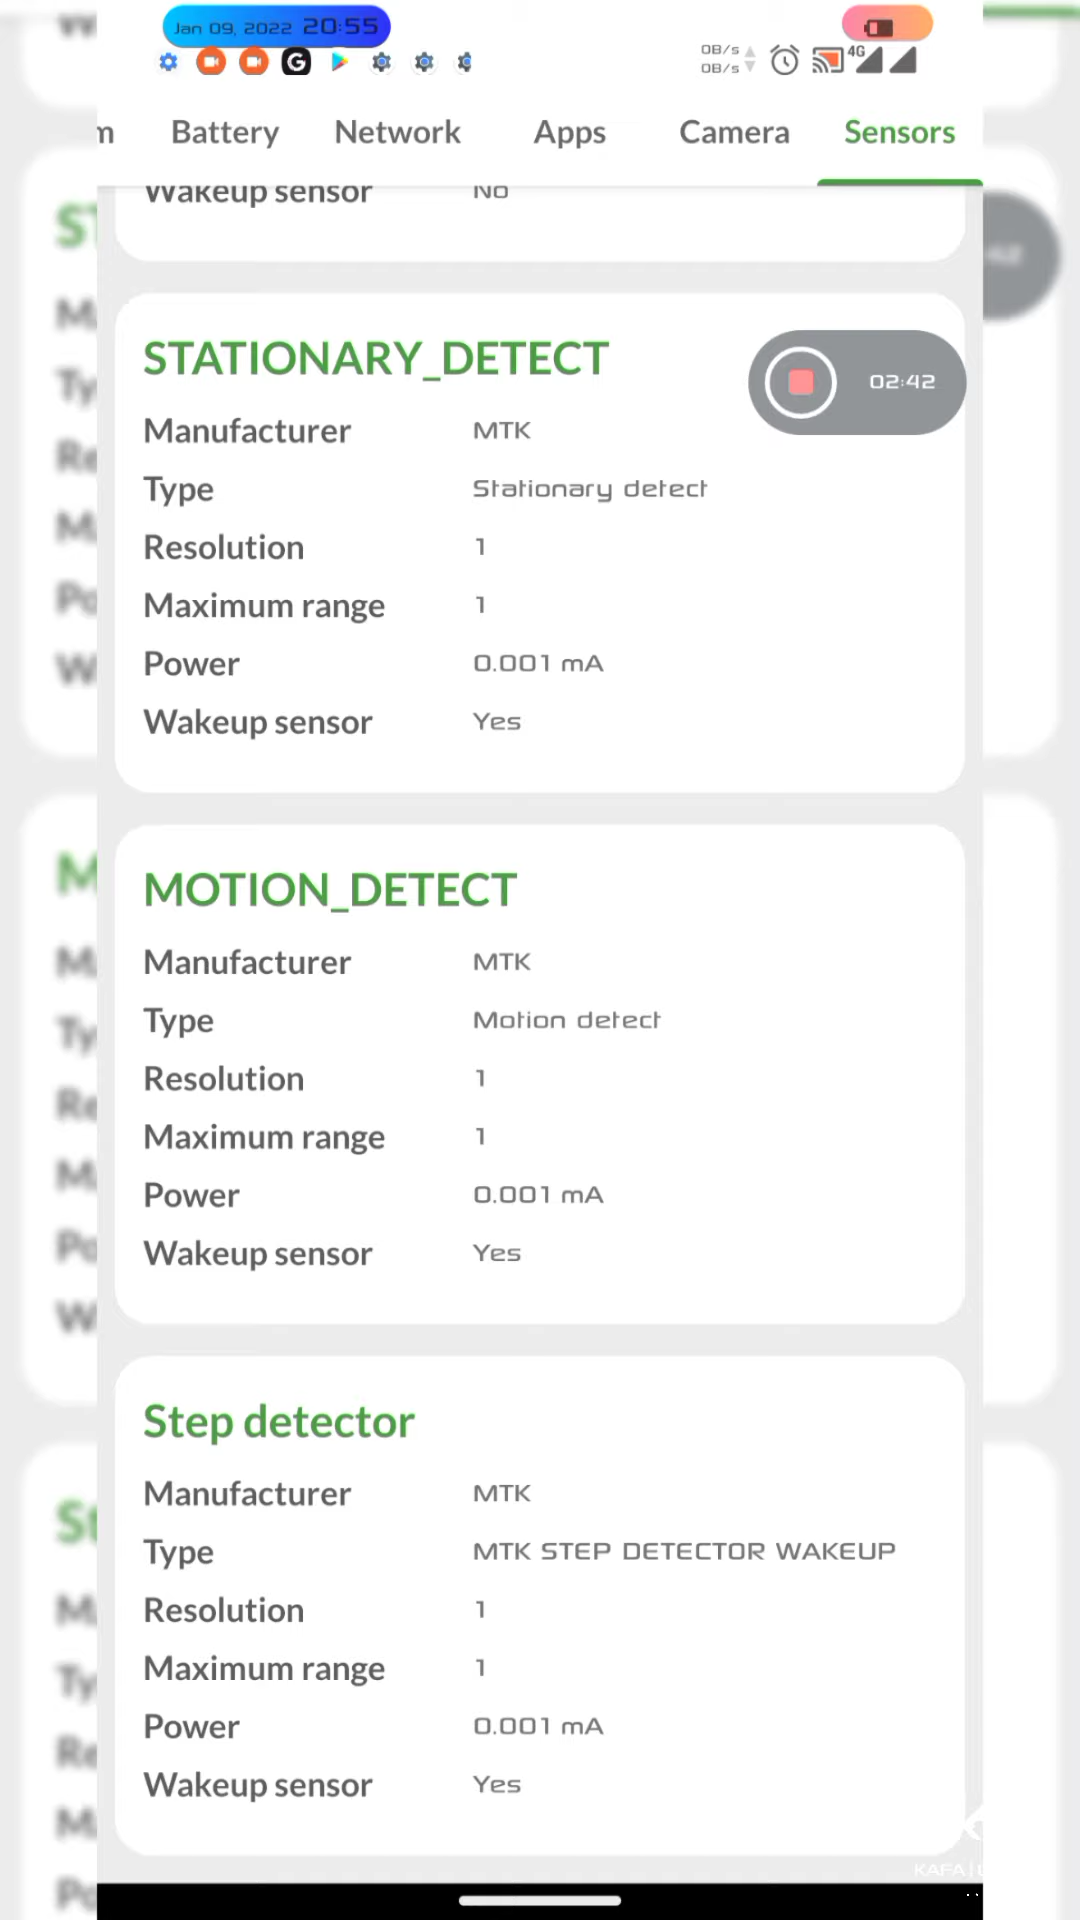 Jan 09, 2022 20:55
0B/s
0B/s
4G
m Battery Network Apps Camera Sensors
Wakeup sensor No
STATIONARY_DETECT
02:42
Manufacturer MTK
Type Stationary detect
Resolution 1
Maximum range 1
Power 0.001 mA
Wakeup sensor Yes
MOTION_DETECT
Manufacturer MTK
Type Motion detect
Resolution 1
Maximum range 1
Power 0.001 mA
Wakeup sensor Yes
Step detector
Manufacturer MTK
Type MTK STEP DETECTOR WAKEUP
Resolution 1
Maximum range 1
Power 0.001 mA
Wakeup sensor Yes
KAFA